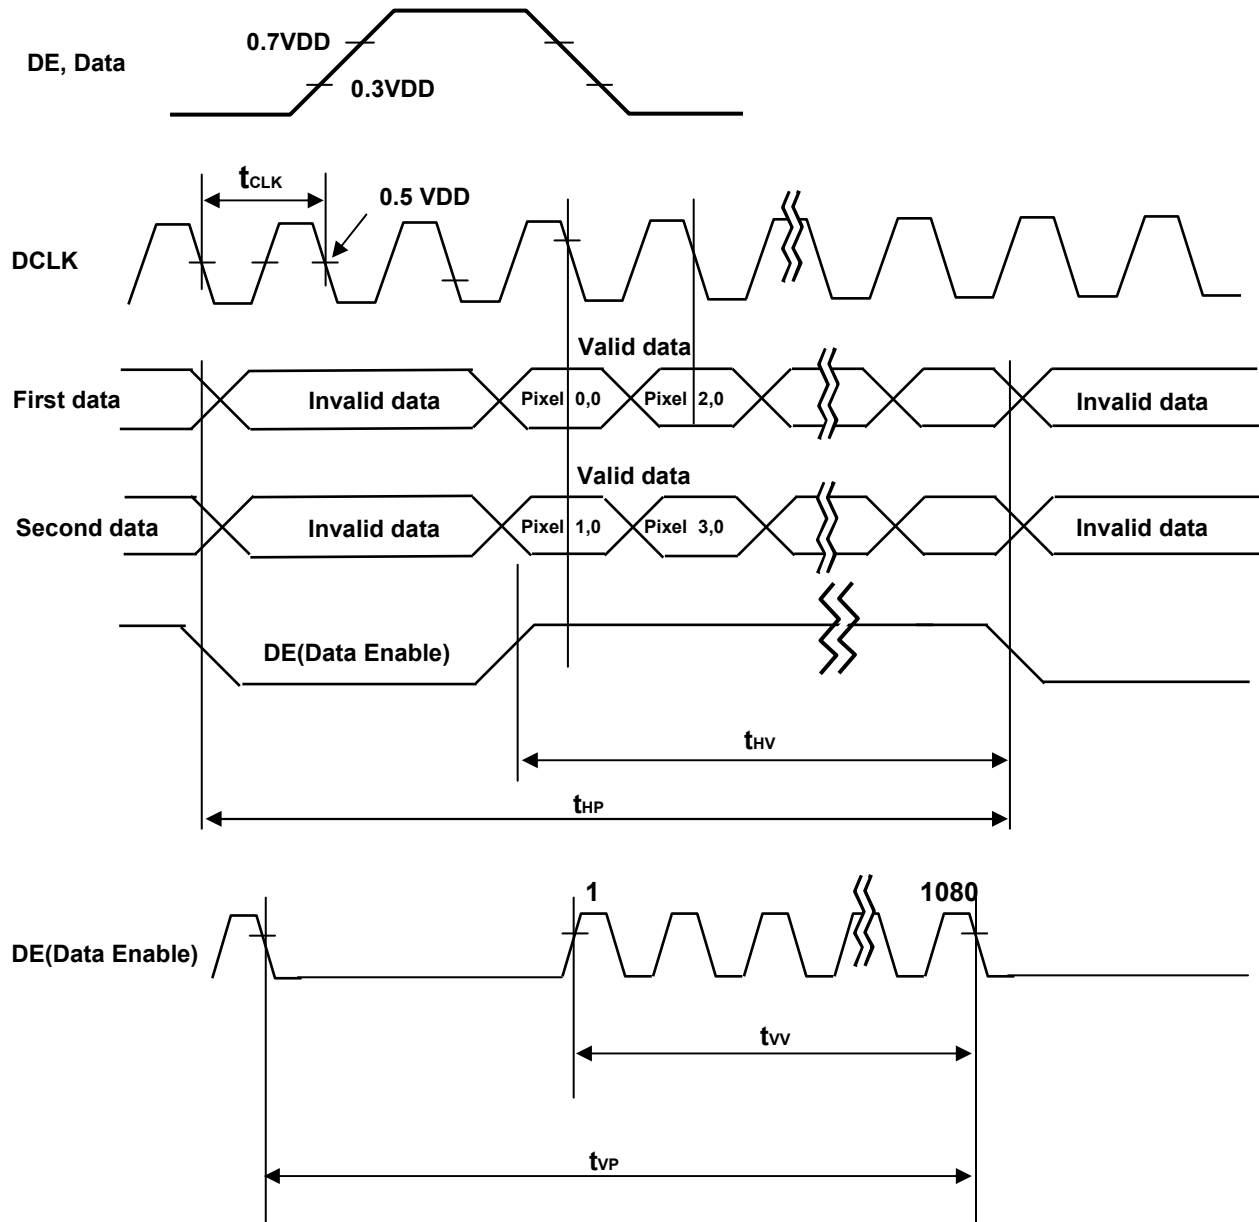 0.7VDD
DE, Data
0.3VDD
tCLK
0.5 VDD
DCLK
Valid data
First data
Invalid data
Pixel 0,0
Pixel 2,0
Invalid data
Valid data
Second data
Invalid data
Pixel 1,0
Pixel 3,0
Invalid data
DE(Data Enable)
tHV
tHP
1
1080
DE(Data Enable)
tVV
tVP